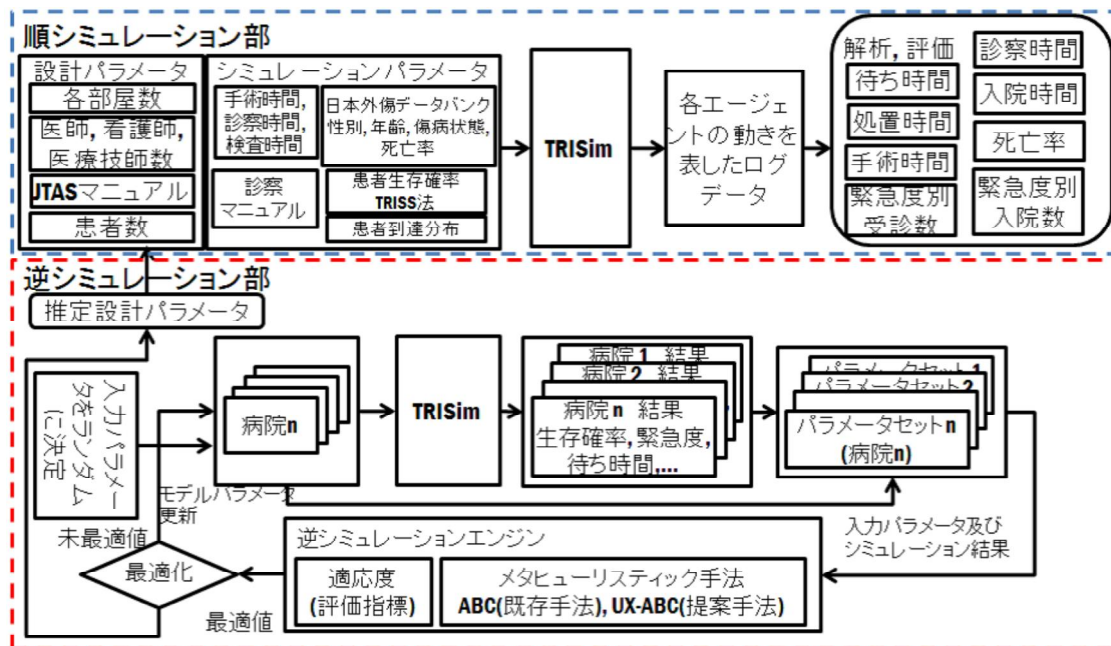 順シミュレーション部
設計パラメータ
各部屋数
医師, 看護師,
医療技師数
JTASマニュアル
患者数
シミュレーションパラメータ
手術時間,
診察時間,
検査時間
日本外傷データバンク
性別, 年齢, 傷病状態,
死亡率
診察
マニュアル
患者生存確率
TRISS法
患者到達分布
TRISim
各エージェ
ントの動きを
表したログ
データ
解析, 評価
待ち時間
処置時間
手術時間
緊急度別
受診数
診察時間
入院時間
死亡率
緊急度別
入院数
逆シミュレーション部
推定設計パラメータ
入力パラメー
タをランダム
に決定
病院n
TRISim
病院1 結果
病院2 結果
病院n 結果
生存確率, 緊急度,
待ち時間,...
パラメータセット1
パラメータセット2
パラメータセットn
(病院n)
モデルパラメータ
更新
未最適値
最適化
最適値
逆シミュレーションエンジン
適応度
(評価指標)
メタヒューリスティック手法
ABC(既存手法), UX-ABC(提案手法)
入力パラメータ及び
シミュレーション結果